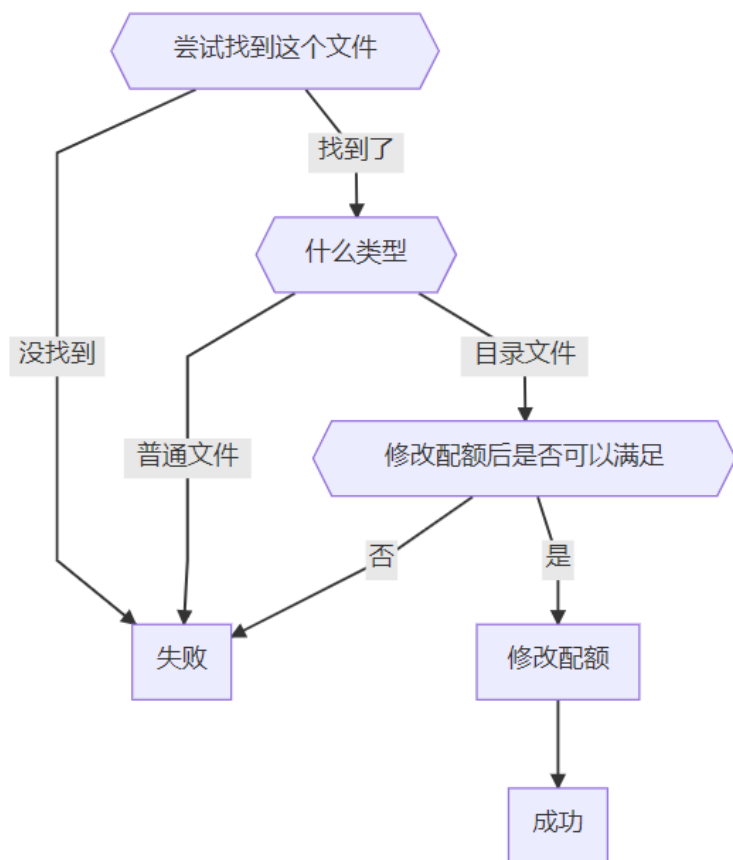 尝试找到这个文件
找到了
什么类型
没找到
目录文件
普通文件
修改配额后是否可以满足
否
是
失败
修改配额
成功